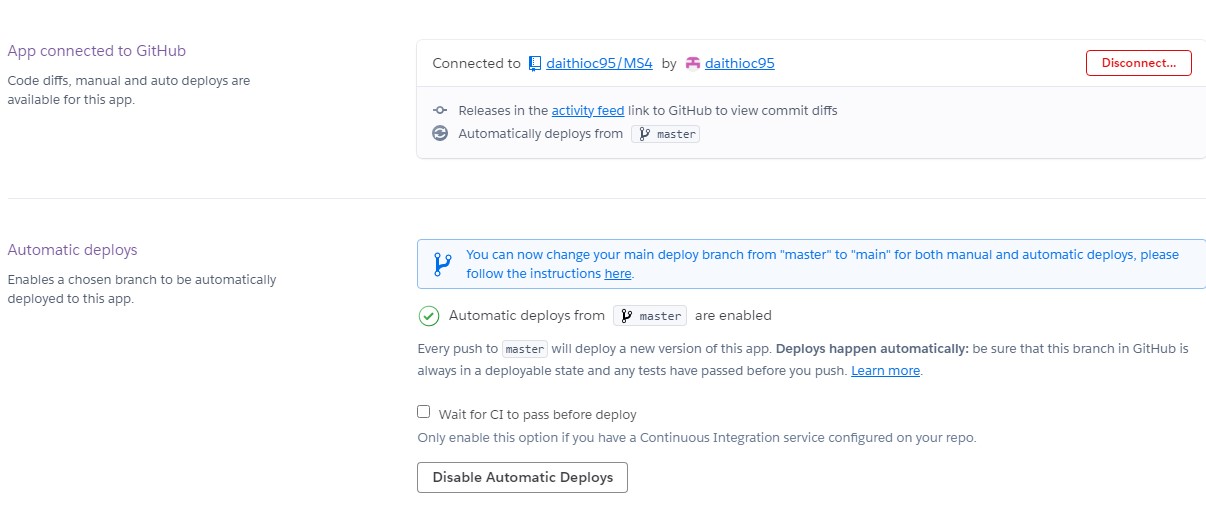 App connected to GitHub
Code diffs, manual and auto deploys are
available for this app.
Connected to daithioc95/MS4 by daithioc95
Disconnect...
Releases in the activity feed link to GitHub to view commit diffs
Automatically deploys from master
Automatic deploys
Enables a chosen branch to be automatically
deployed to this app.
You can now change your main deploy branch from "master" to "main" for both manual and automatic deploys, please
follow the instructions here.
Automatic deploys from master are enabled
Every push to master will deploy a new version of this app. Deploys happen automatically: be sure that this branch in GitHub is
always in a deployable state and any tests have passed before you push. Learn more.
Wait for CI to pass before deploy
Only enable this option if you have a Continuous Integration service configured on your repo.
Disable Automatic Deploys